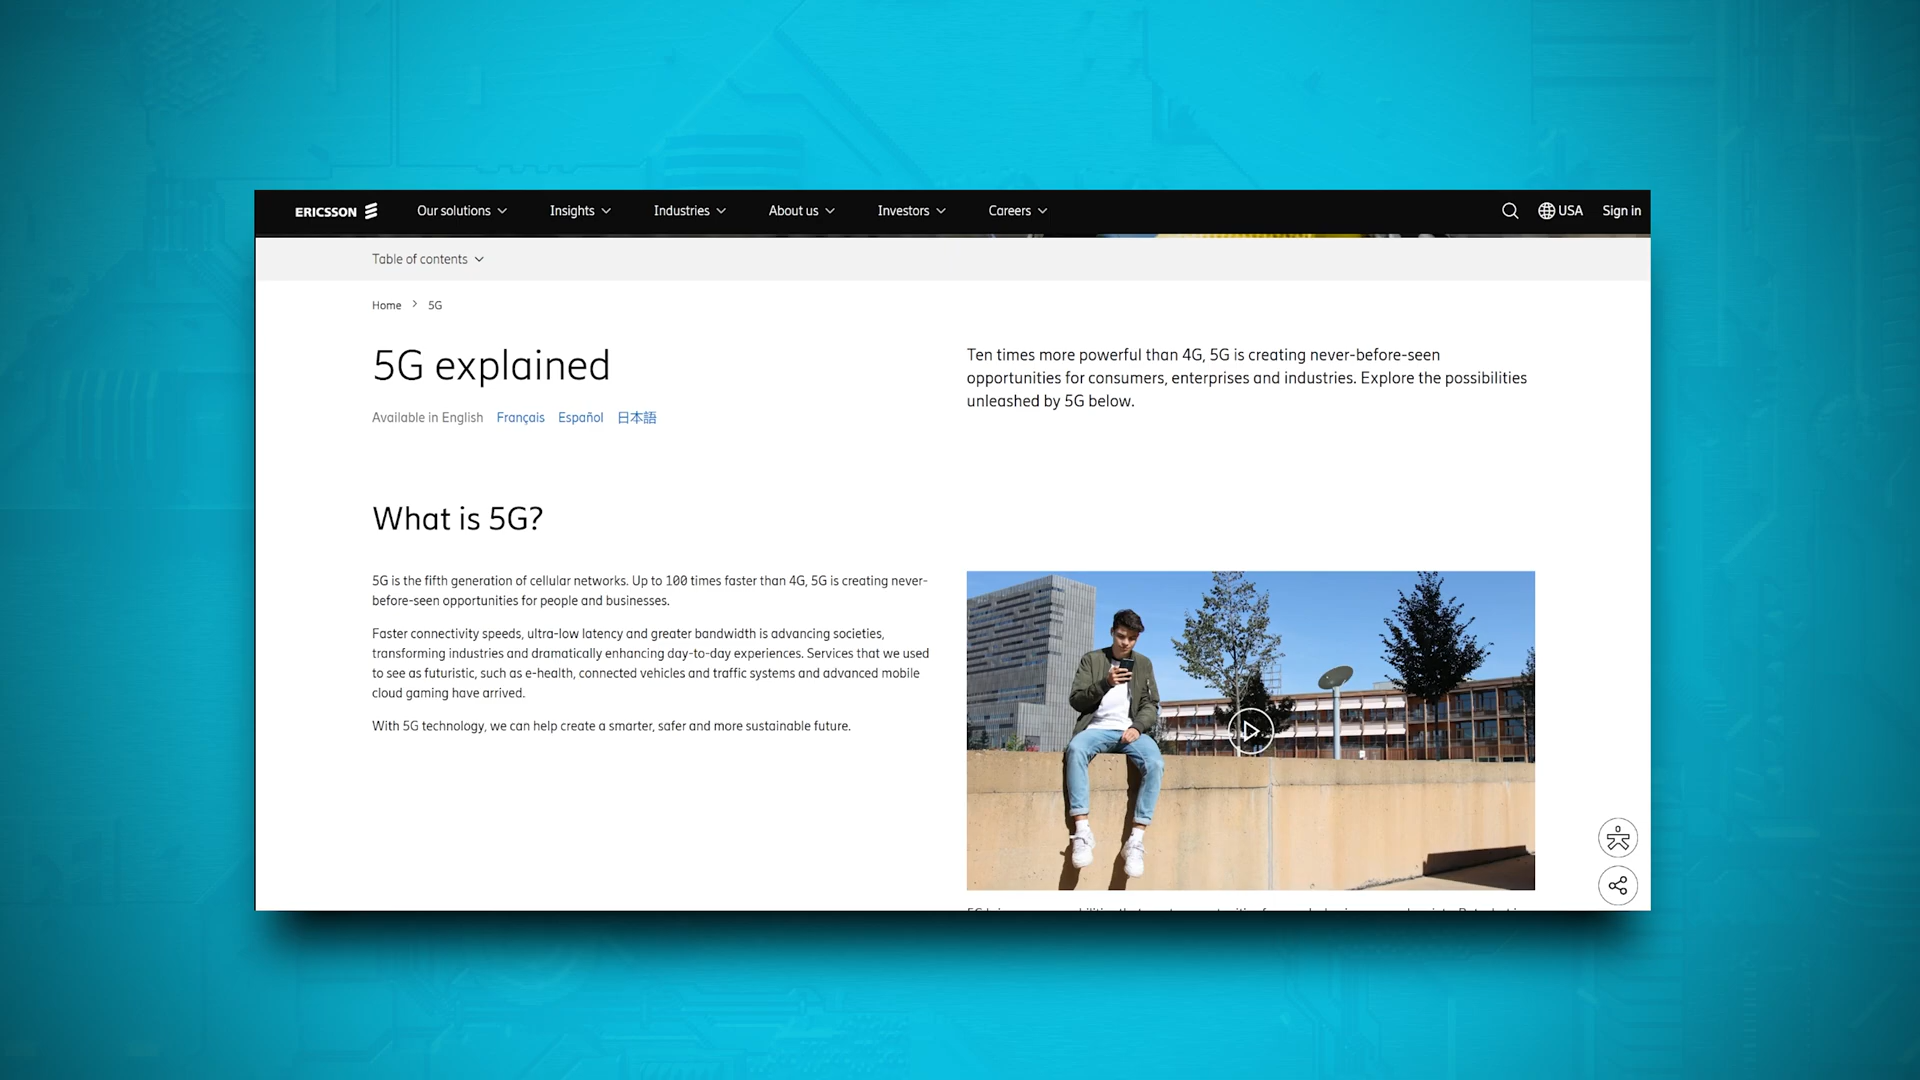 ERICSSON Our solutions Insights Industries About us Investors Careers USA Sign in
Table of contents
Home 5G
5G explained
Available in English Français Español 日本語
Ten times more powerful than 4G, 5G is creating never-before-seen
opportunities for consumers, enterprises and industries. Explore the possibilities
unleashed by 5G below.
What is 5G?
5G is the fifth generation of cellular networks. Up to 100 times faster than 4G, 5G is creating never-
before-seen opportunities for people and businesses.
Faster connectivity speeds, ultra-low latency and greater bandwidth is advancing societies,
transforming industries and dramatically enhancing day-to-day experiences. Services that we used
to see as futuristic, such as e-health, connected vehicles and traffic systems and advanced mobile
cloud gaming have arrived.
With 5G technology, we can help create a smarter, safer and more sustainable future.